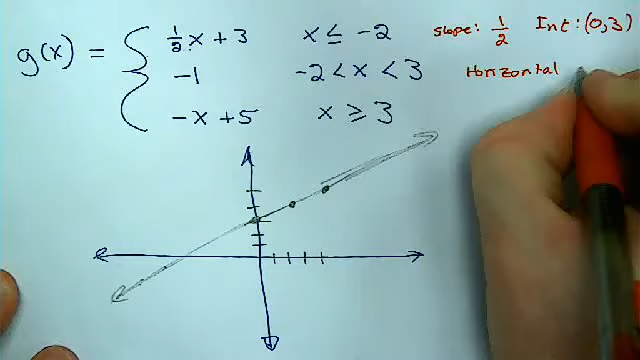 g(x) = { ½x + 3   x ≤ -2   slope: ½   Int: (0,3)
-1   -2 < x < 3   Horizontal
-x + 5   x ≥ 3